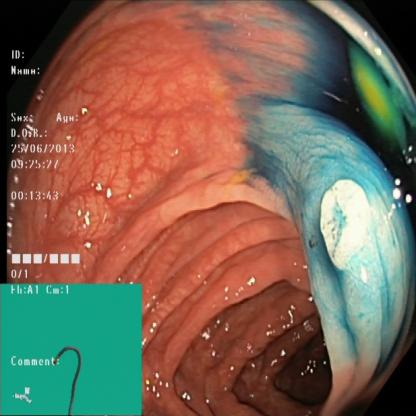 ID:
Name:
Sex: Age:
D.O.B.:
25/06/2013
09:25:27
00:13:43
0/1
Eh:A1 Cm:1
Comment: